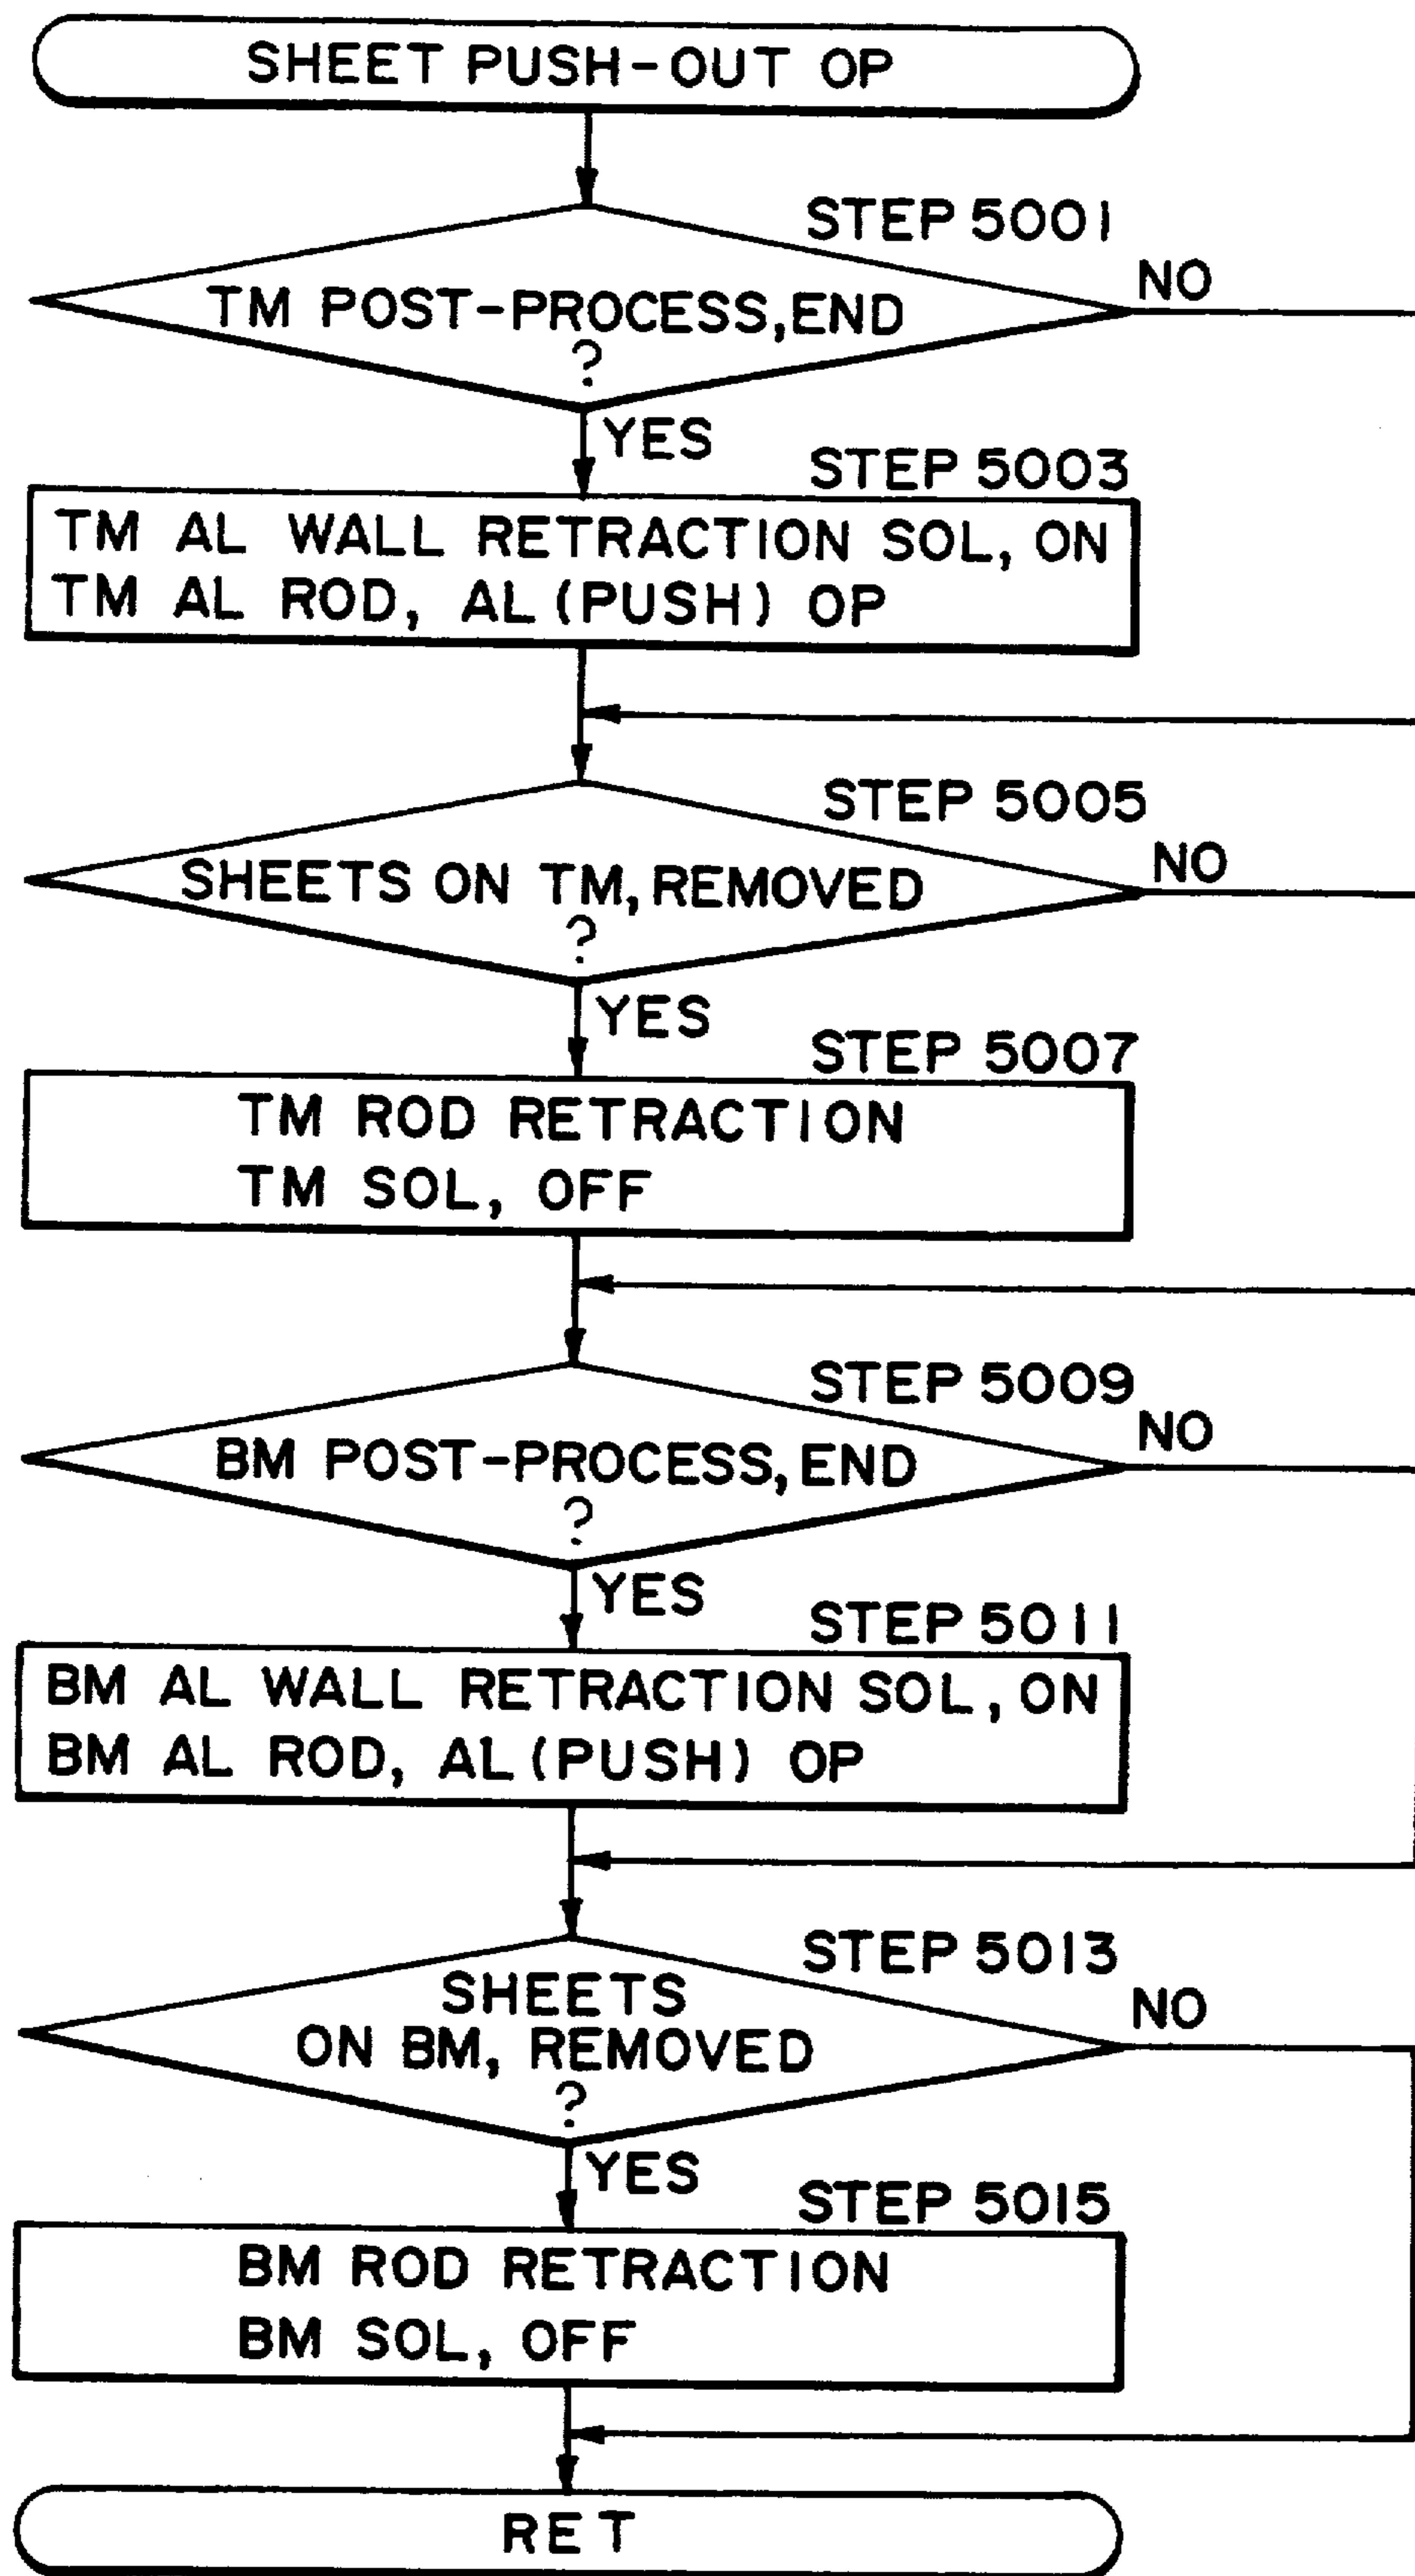 SHEET PUSH-OUT OP
STEP 5001
TM POST-PROCESS, END
?
NO
YES
STEP 5003
TM AL WALL RETRACTION SOL, ON
TM AL ROD, AL (PUSH) OP
STEP 5005
SHEETS ON TM, REMOVED
?
NO
YES
STEP 5007
TM ROD RETRACTION
TM SOL, OFF
STEP 5009
BM POST-PROCESS, END
?
NO
YES
STEP 5011
BM AL WALL RETRACTION SOL, ON
BM AL ROD, AL (PUSH) OP
STEP 5013
SHEETS
ON BM, REMOVED
?
NO
YES
STEP 5015
BM ROD RETRACTION
BM SOL, OFF
RET